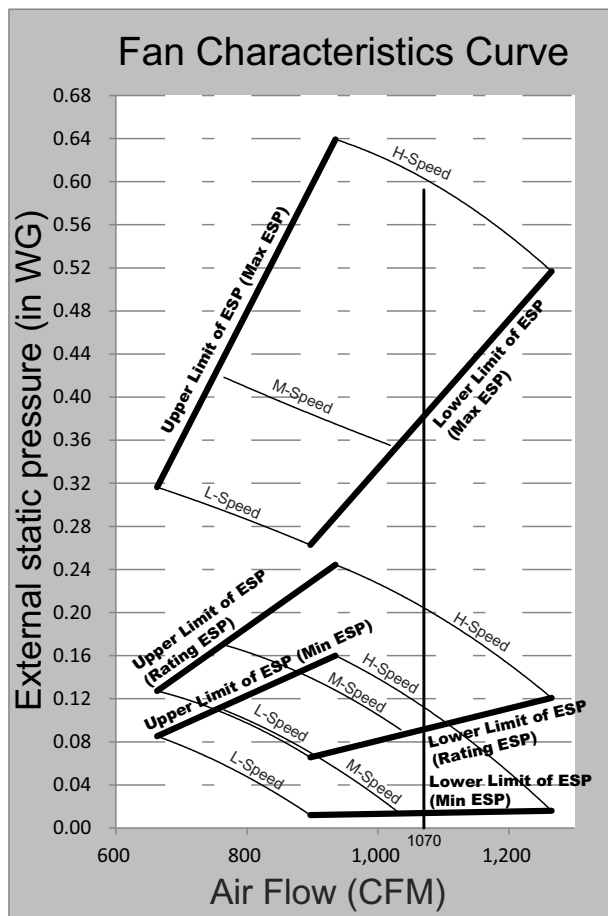 Fan Characteristics Curve
External static pressure (in WG)
0.68
0.64
0.60
0.56
0.52
0.48
0.44
0.40
0.36
0.32
0.28
0.24
0.20
0.16
0.12
0.08
0.04
0.00
H-Speed
Upper Limit of ESP (Max ESP)
M-Speed
Lower Limit of ESP
(Max ESP)
L-Speed
Upper Limit of ESP
(Rating ESP)
H-Speed
Upper Limit of ESP (Min ESP)
H-Speed
M-Speed
L-Speed
Lower Limit of ESP
(Rating ESP)
L-Speed
M-Speed
Lower Limit of ESP
(Min ESP)
600
800
1,000
1070
1,200
Air Flow (CFM)